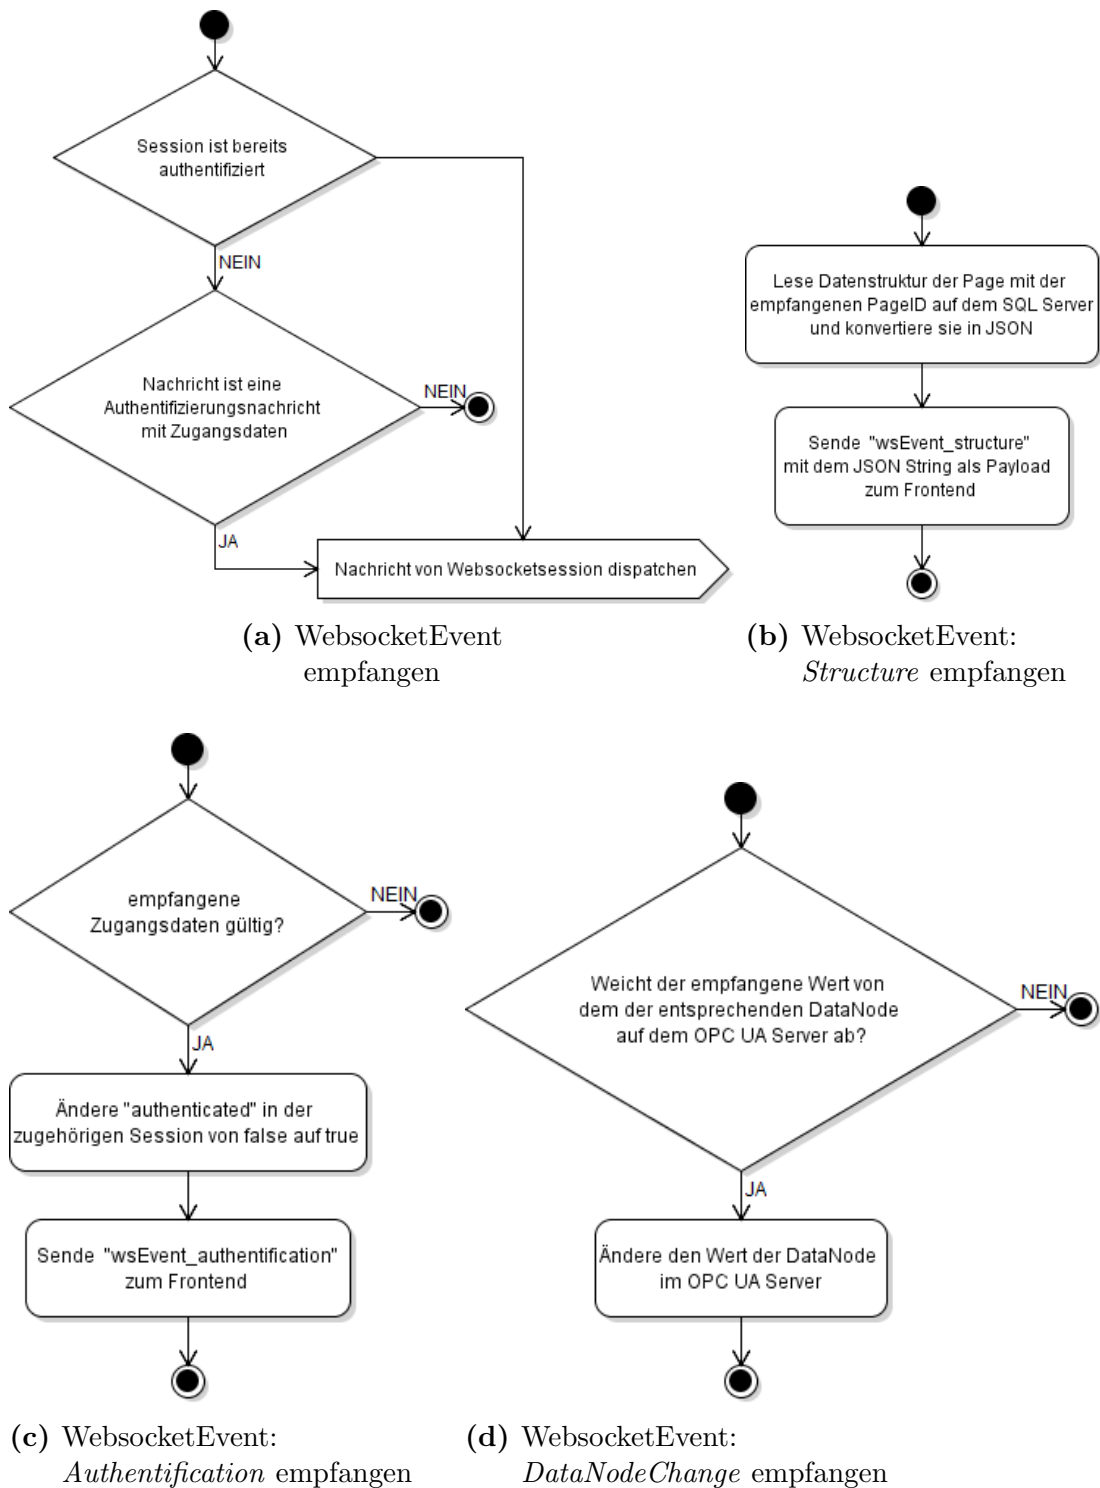 Session ist bereits
authentifiziert
NEIN
Nachricht ist eine
Authentifizierungsnachricht
mit Zugangsdaten
NEIN
JA
Nachricht von Websocketsession dispatchen
(a) WebsocketEvent
empfangen
Lese Datenstruktur der Page mit der
empfangenen PageID auf dem SQL Server
und konvertiere sie in JSON
Sende "wsEvent_structure"
mit dem JSON String als Payload
zum Frontend
(b) WebsocketEvent:
Structure empfangen
empfangene
Zugangsdaten gültig?
NEIN
JA
Ändere "authenticated" in der
zugehörigen Session von false auf true
Sende "wsEvent_authentification"
zum Frontend
(c) WebsocketEvent:
Authentification empfangen
Weicht der empfangene Wert von
dem der entsprechenden DataNode
auf dem OPC UA Server ab?
NEIN
JA
Ändere den Wert der DataNode
im OPC UA Server
(d) WebsocketEvent:
DataNodeChange empfangen